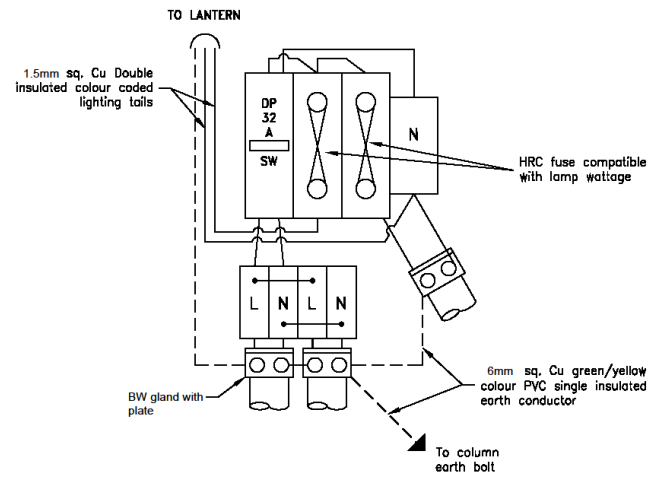 TO LANTERN
1.5mm sq. Cu Double
insulated colour coded
lighting tails
DP
32
A
SW
N
HRC fuse compatible
with lamp wattage
L N L N
6mm sq. Cu green/yellow
colour PVC single insulated
earth conductor
BW gland with
plate
To column
earth bolt